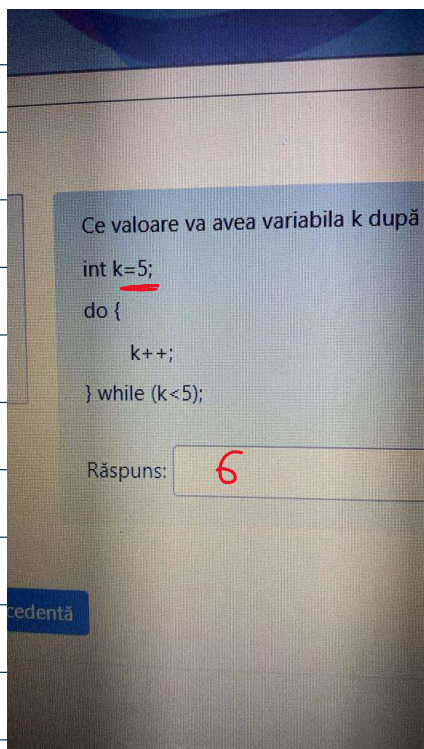 Ce valoare va avea variabila k după
int k=5;
do {
k++;
} while (k<5);
Răspuns: 6
cedentă